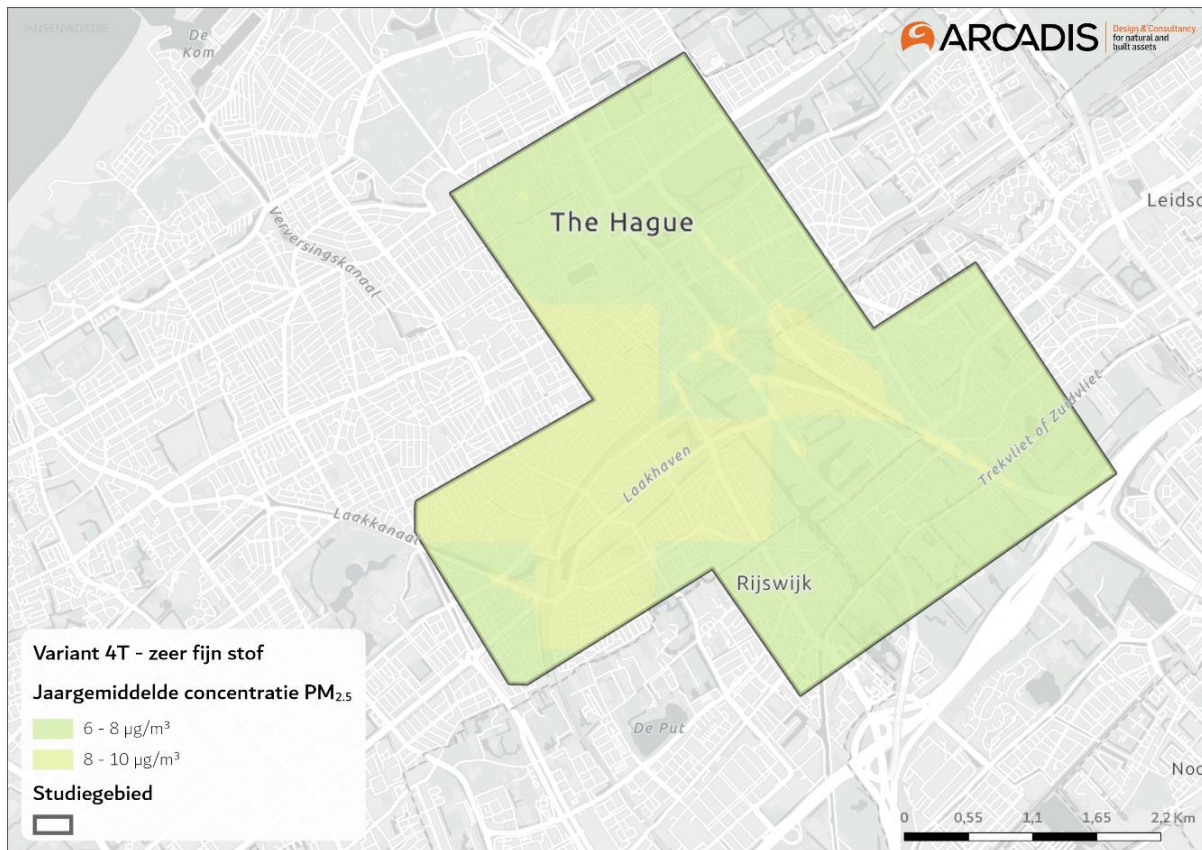 JANSENWD8186
ARCADIS
Design & Consultancy
for natural and
built assets
De
Kom
Verversingskanaal
The Hague
Leidsc
Trekvliet of Zuidvliet
Laakhaven
Laakkanaal
Rijswijk
De Put
Noo
Variant 4T - zeer fijn stof
Jaargemiddelde concentratie PM₂.₅
6 - 8 µg/m³
8 - 10 µg/m³
Studiegebied
0 0,55 1,1 1,65 2,2 Km